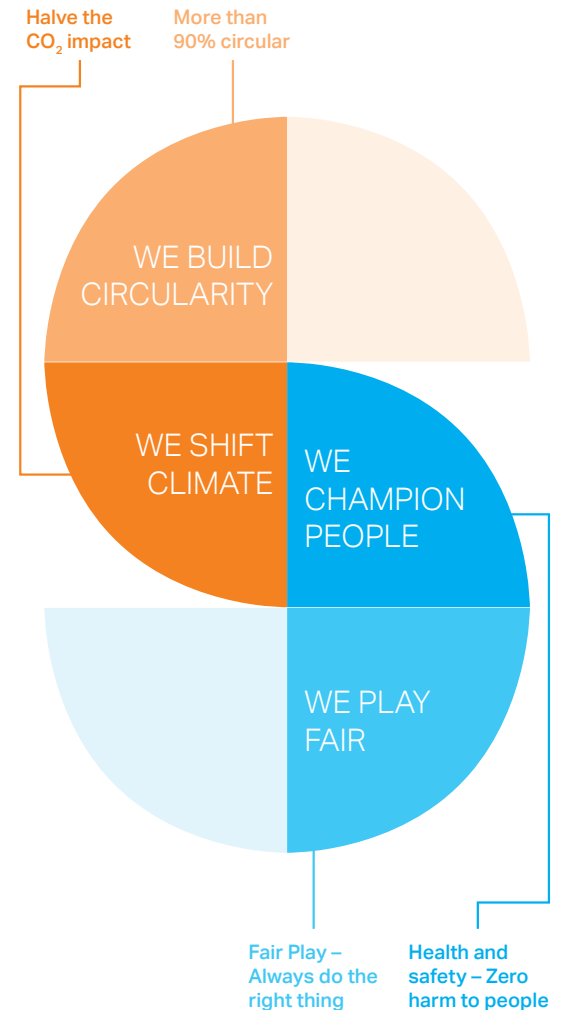 Halve the
CO₂ impact
More than
90% circular
WE BUILD
CIRCULARITY
WE SHIFT
CLIMATE
WE
CHAMPION
PEOPLE
WE PLAY
FAIR
Fair Play –
Always do the
right thing
Health and
safety – Zero
harm to people